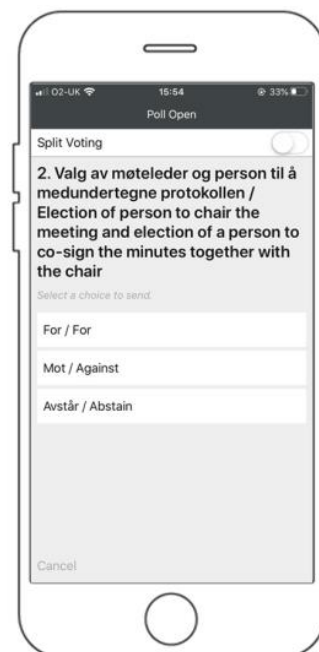 O2-UK 15:54 33%
Poll Open
Split Voting
2. Valg av møteleder og person til å
medundertegne protokollen /
Election of person to chair the
meeting and election of a person to
co-sign the minutes together with
the chair
Select a choice to send.
For / For
Mot / Against
Avstår / Abstain
Cancel